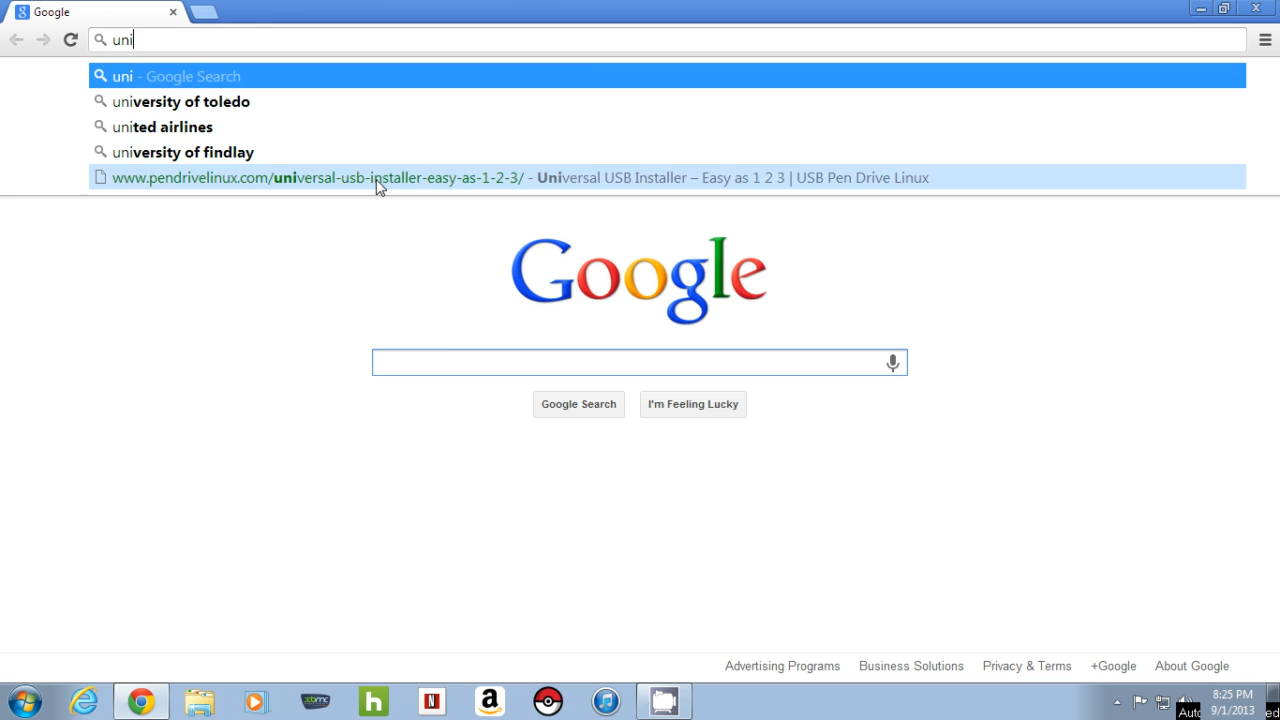 Google
uni
uni - Google Search
university of toledo
united airlines
university of findlay
www.pendrivelinux.com/universal-usb-installer-easy-as-1-2-3/ - Universal USB Installer – Easy as 1 2 3 | USB Pen Drive Linux
Google
Google Search
I'm Feeling Lucky
Advertising Programs
Business Solutions
Privacy & Terms
+Google
About Google
xbmc
h
N
a
8:25 PM
9/1/2013